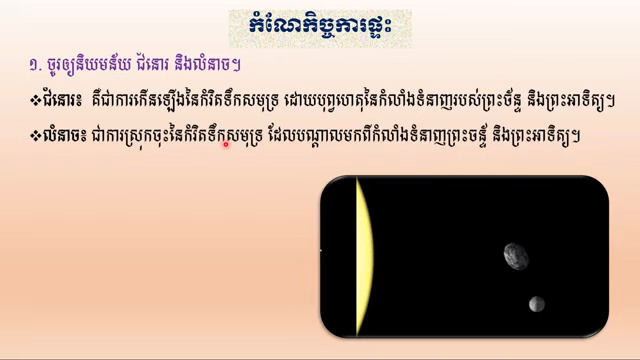 កំណែកិច្ចការផ្ទះ
១. ចូរឲ្យនិយមន័យ ជំនោរ និងលំនាច។
❖ជំនោរ៖ គឺជាការកើនឡើងនៃកំរិតទឹកសមុទ្រ ដោយបុព្វហេតុនៃកំលាំងទំនាញរបស់ព្រះច័ន្ទ និងព្រះអាទិត្យ។
❖លំនាច៖ ជាការស្រុកចុះនៃកំរិតទឹកសមុទ្រ ដែលបណ្តាលមកពីកំលាំងទំនាញព្រះចន្ទ័ និងព្រះអាទិត្យ។